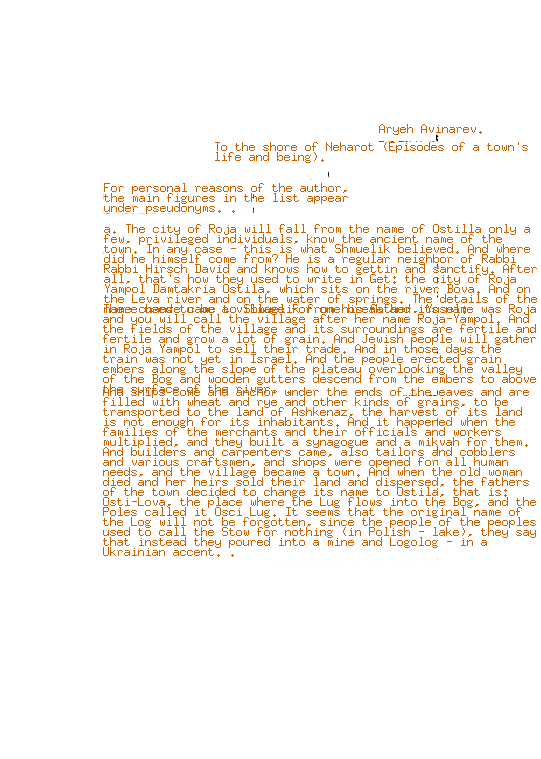 Aryeh Avinarev.
To the shore of Neharot (Episodes of a town's
life and being).
For personal reasons of the author,
the main figures in the list appear
under pseudonyms. .
a. The city of Roja will fall from the name of Ostilla only a
few, privileged individuals, know the ancient name of the
town. In any case - this is what Shmuelik believed. And where
did he himself come from? He is a regular neighbor of Rabbi
Rabbi Hirsch David and knows how to gettin and sanctify. After
all, that's how they used to write in Get: the city of Roja
Yampol Damtakria Ostila, which sits on the river Bova. And on
the Leva river and on the water of springs. The details of the
name was Roja
and you will call the village after her name Roja-Yampol. And
the fields of the village and its surroundings are fertile and
fertile and grow a lot of grain. And Jewish people will gather
in Roja Yampol to sell their trade. And in those days the
train was not yet in Israel. And the people erected grain
embers along the slope of the plateau overlooking the valley
of the Bog and wooden gutters descend from the embers to above
the surface of the river.
And ships come and anchor under the ends of the eaves and are
filled with wheat and rye and other kinds of grains, to be
transported to the land of Ashkenaz, the harvest of its land
is not enough for its inhabitants. And it happened when the
families of the merchants and their officials and workers
multiplied, and they built a synagogue and a mikvah for them.
And builders and carpenters came, also tailors and cobblers
and various craftsmen, and shops were opened for all human
needs, and the village became a town. And when the old woman
died and her heirs sold their land and dispersed, the fathers
of the town decided to change its name to Ostila, that is:
Osti-Lova, the place where the Lug flows into the Bog, and the
Poles called it Osci Lug. It seems that the original name of
the Log will not be forgotten, since the people of the peoples
used to call the Stow for nothing (in Polish - lake), they say
that instead they poured into a mine and Logolog - in a
Ukrainian accent. .